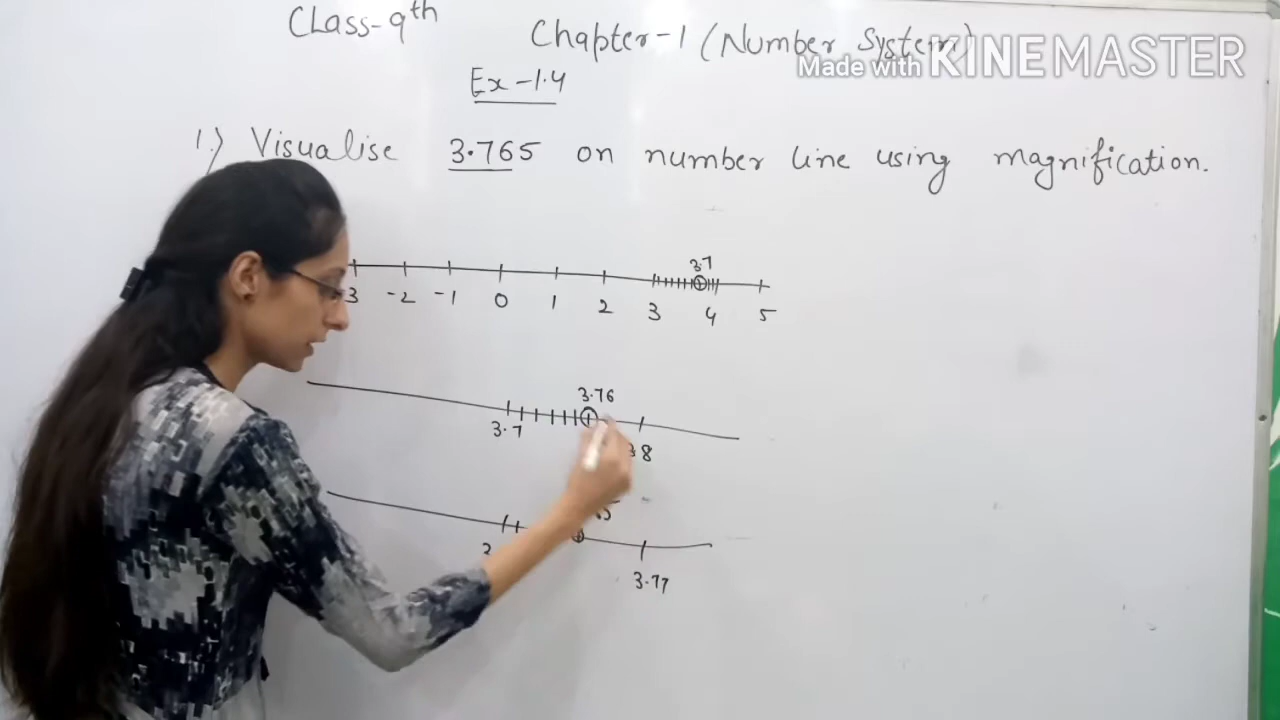 Class-9th
Chapter-1 (Number System)
Made with KINEMASTER
Ex-1.4
1.) Visualise 3.765 on number line using magnification.
3.7
3 -2 -1 0 1 2 3 4 5
3.76
3.7 38
65
3.77